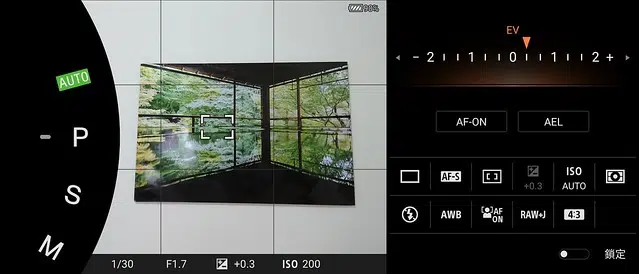 90%
AUTO
P
S
M
1/30 F1.7 +0.3 ISO 200
EV
− 2 1 0 1 2 +
AF-ON AEL
AF-S +0.3 ISO AUTO
AWB AF ON RAW+J 4:3
鎖定